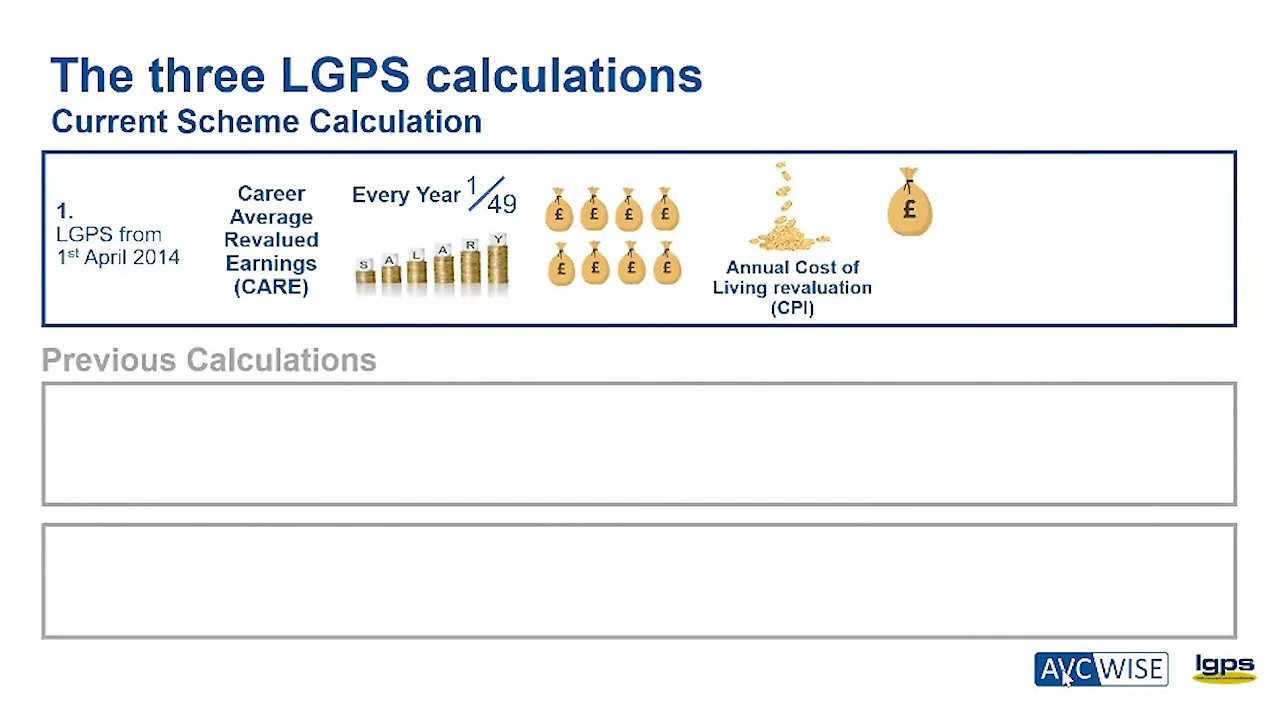 The three LGPS calculations
Current Scheme Calculation
1.
LGPS from
1st April 2014
Career
Average
Revalued
Earnings
(CARE)
Every Year 1/49
S A L A R Y
£ £ £ £
£ £ £ £
Annual Cost of
Living revaluation
(CPI)
£
Previous Calculations
AVC WISE
lgps